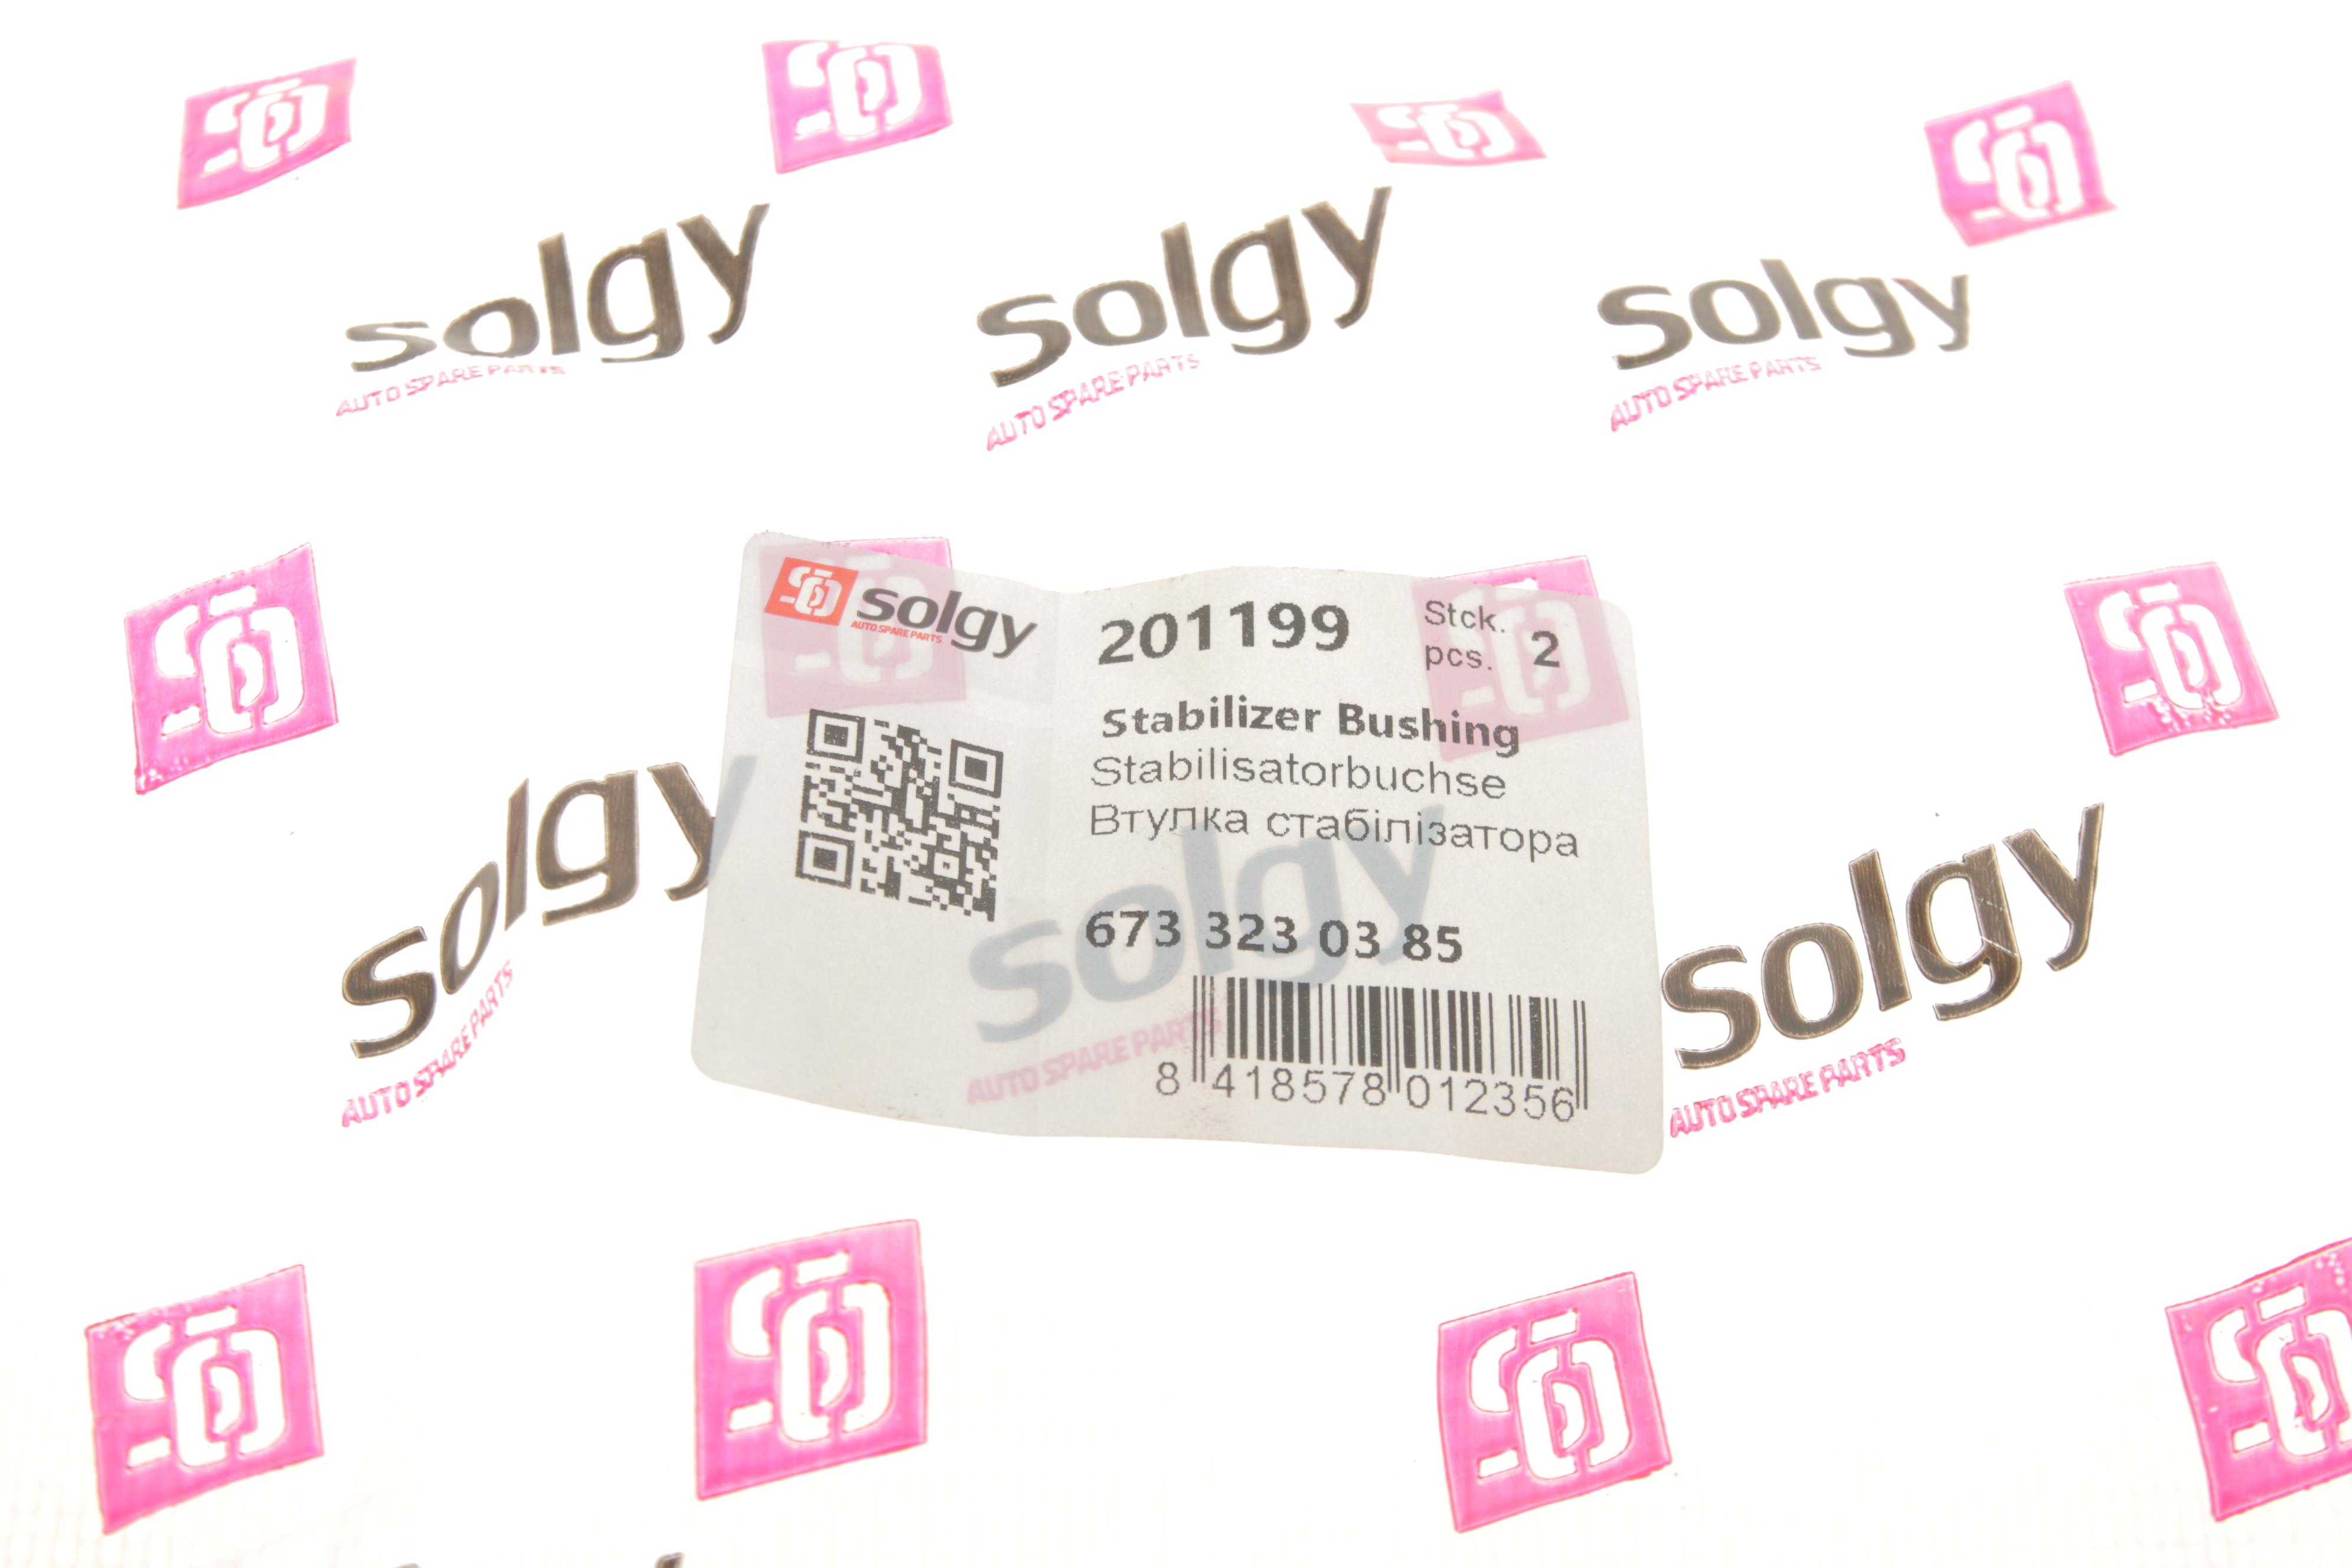 solgy
AUTO SPARE PARTS
solgy
AUTO SPARE PARTS
solgy
AUTO SPARE PARTS
solgy
AUTO SPARE PARTS
solgy
AUTO SPARE PARTS
201199
Stck.
pcs. 2
Stabilizer Bushing
Stabilisatorbuchse
Втулка стабілізатора
673 323 03 85
8 418578 012356
solgy
AUTO SPARE PARTS
solgy
AUTO SPARE PARTS